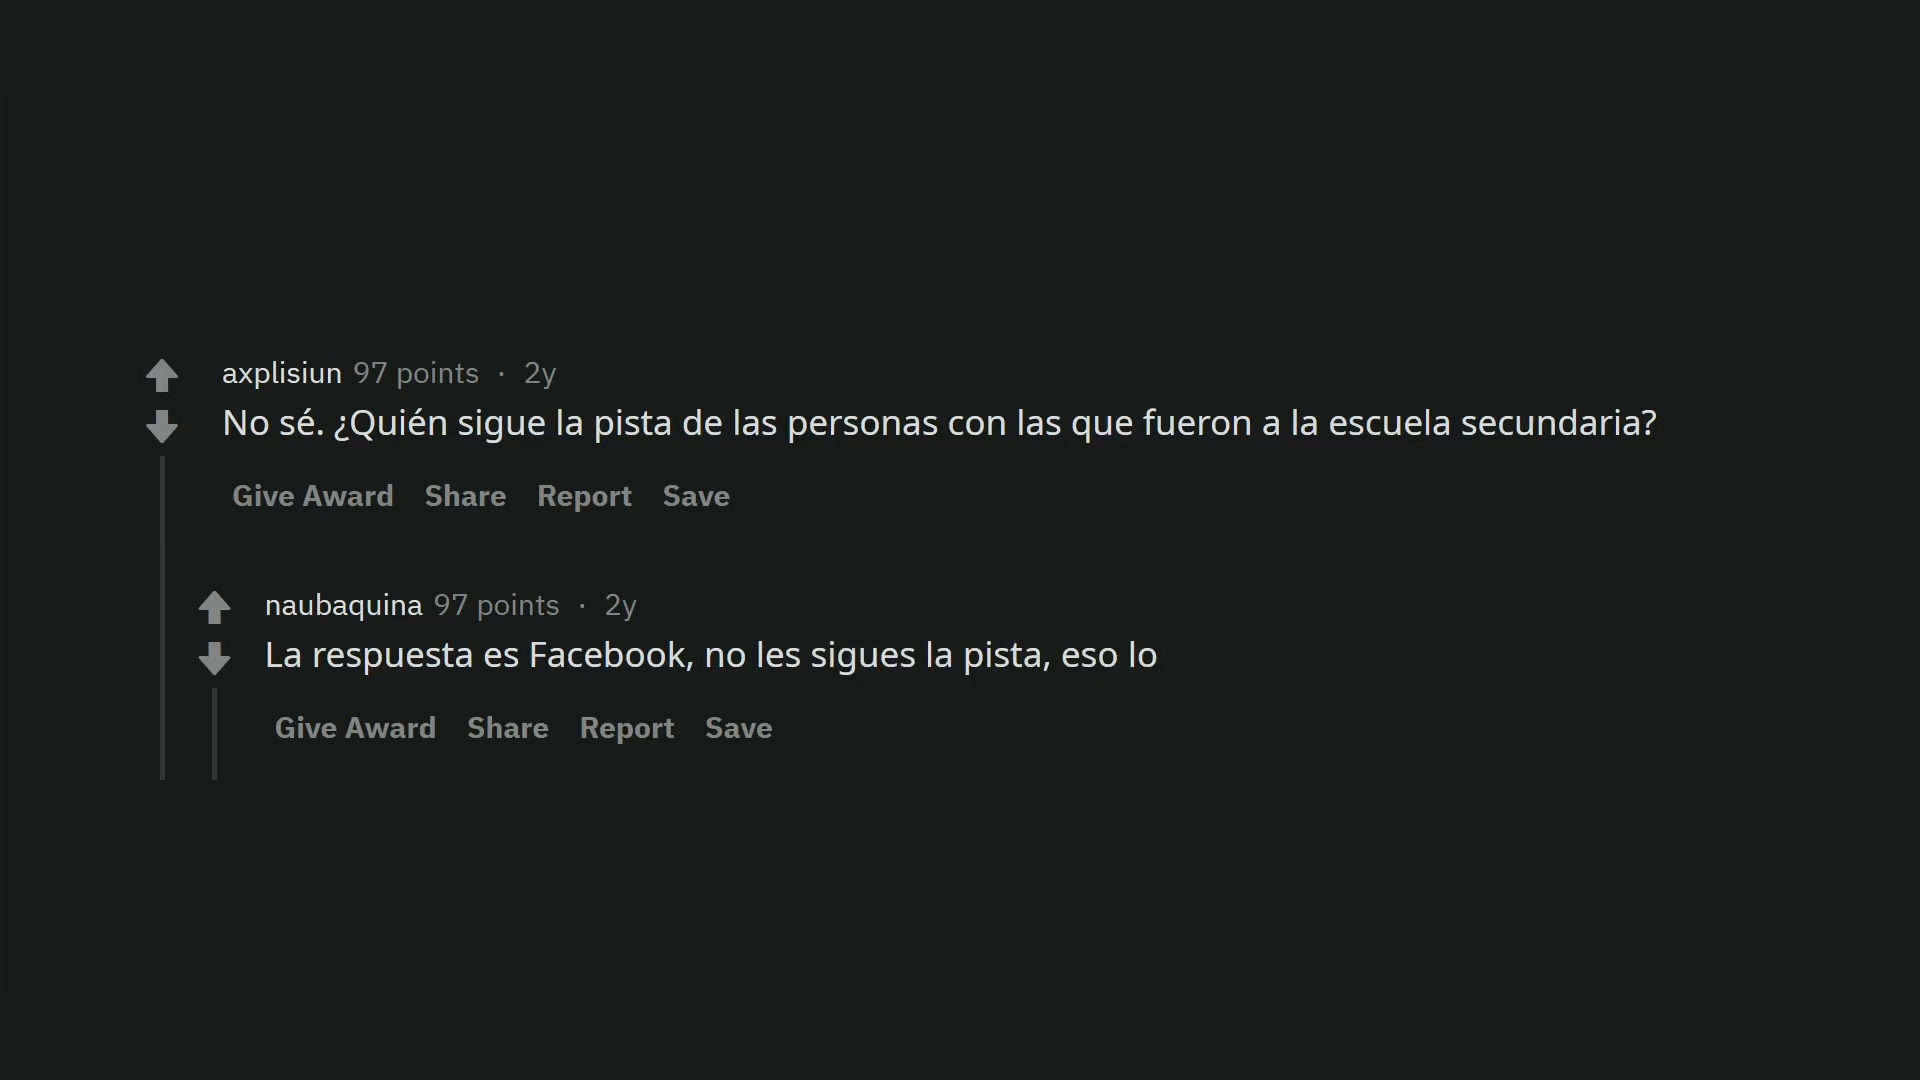 axplisiun 97 points · 2y
No sé. ¿Quién sigue la pista de las personas con las que fueron a la escuela secundaria?
Give Award Share Report Save
naubaquina 97 points · 2y
La respuesta es Facebook, no les sigues la pista, eso lo
Give Award Share Report Save